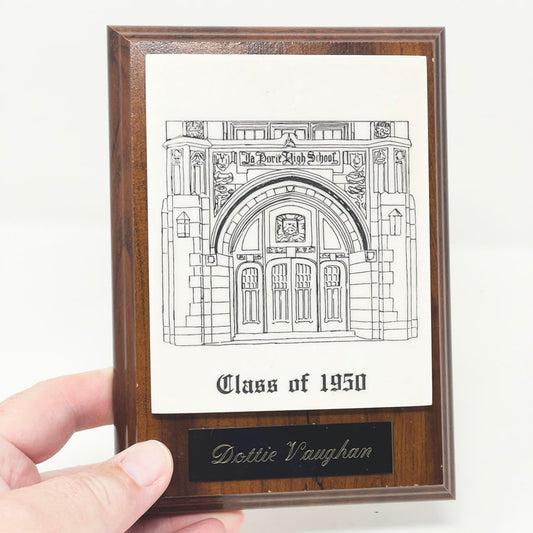 La Porte High School
Class of 1950
Dottie Vaughan